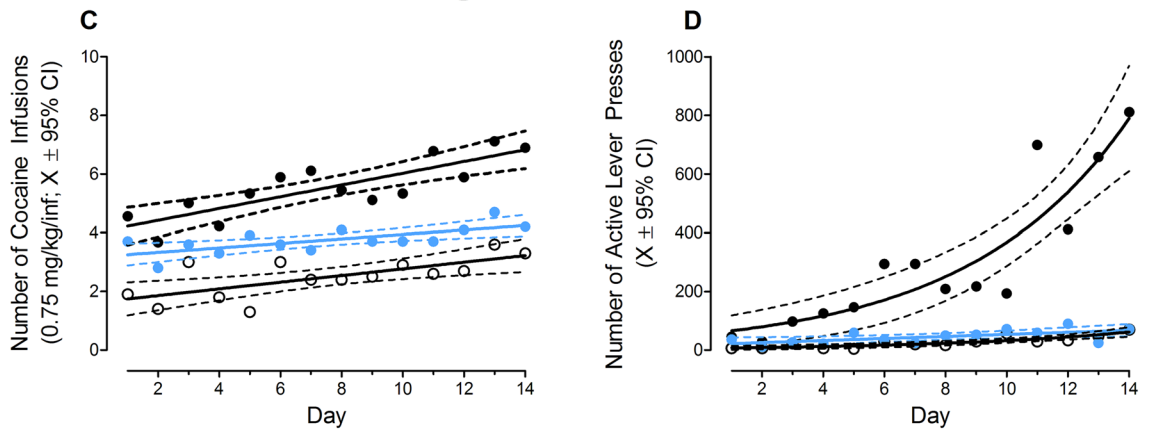 C
Number of Cocaine Infusions
(0.75 mg/kg/inf; X ± 95% CI)
10
8
6
4
2
0
2 4 6 8 10 12 14
Day
D
Number of Active Lever Presses
(X ± 95% CI)
1000
800
600
400
200
0
2 4 6 8 10 12 14
Day